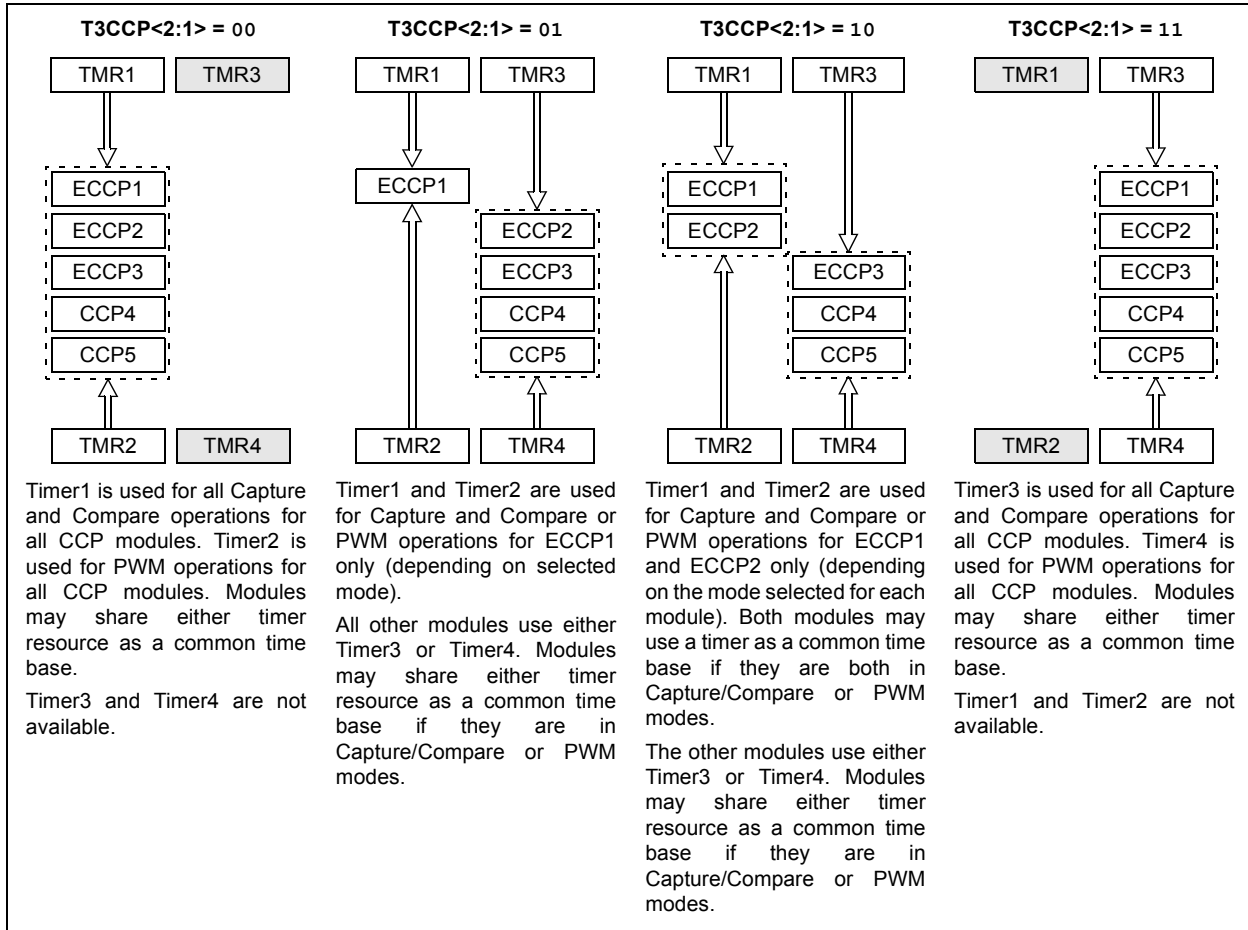 T3CCP<2:1> = 00
TMR1 TMR3
ECCP1
ECCP2
ECCP3
CCP4
CCP5
TMR2 TMR4
Timer1 is used for all Capture
and Compare operations for
all CCP modules. Timer2 is
used for PWM operations for
all CCP modules. Modules
may share either timer
resource as a common time
base.
Timer3 and Timer4 are not
available.
T3CCP<2:1> = 01
TMR1 TMR3
ECCP1
ECCP2
ECCP3
CCP4
CCP5
TMR2 TMR4
Timer1 and Timer2 are used
for Capture and Compare or
PWM operations for ECCP1
only (depending on selected
mode).
All other modules use either
Timer3 or Timer4. Modules
may share either timer
resource as a common time
base if they are in
Capture/Compare or PWM
modes.
T3CCP<2:1> = 10
TMR1 TMR3
ECCP1
ECCP2
ECCP3
CCP4
CCP5
TMR2 TMR4
Timer1 and Timer2 are used
for Capture and Compare or
PWM operations for ECCP1
and ECCP2 only (depending
on the mode selected for each
module). Both modules may
use a timer as a common time
base if they are both in
Capture/Compare or PWM
modes.
The other modules use either
Timer3 or Timer4. Modules
may share either timer
resource as a common time
base if they are in
Capture/Compare or PWM
modes.
T3CCP<2:1> = 11
TMR1 TMR3
ECCP1
ECCP2
ECCP3
CCP4
CCP5
TMR2 TMR4
Timer3 is used for all Capture
and Compare operations for
all CCP modules. Timer4 is
used for PWM operations for
all CCP modules. Modules
may share either timer
resource as a common time
base.
Timer1 and Timer2 are not
available.